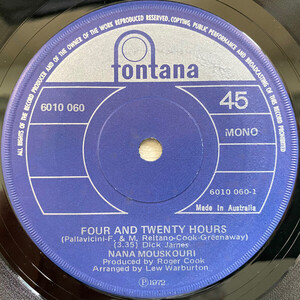 ALL RIGHTS OF THE RECORD PRODUCER AND OF THE OWNER OF THE WORK REPRODUCED RESERVED. COPYING, PUBLIC PERFORMANCE AND BROADCASTING OF THIS RECORD PROHIBITED
fontana
6010 060
45
MONO
6010 060-1
Made in Australia
FOUR AND TWENTY HOURS
(Pallavicini-F. & M. Reitano-Cook-Greenaway)
(3.35) Dick James
NANA MOUSKOURI
Produced by Roger Cook
Arranged by Lew Warburton
Ⓟ1972